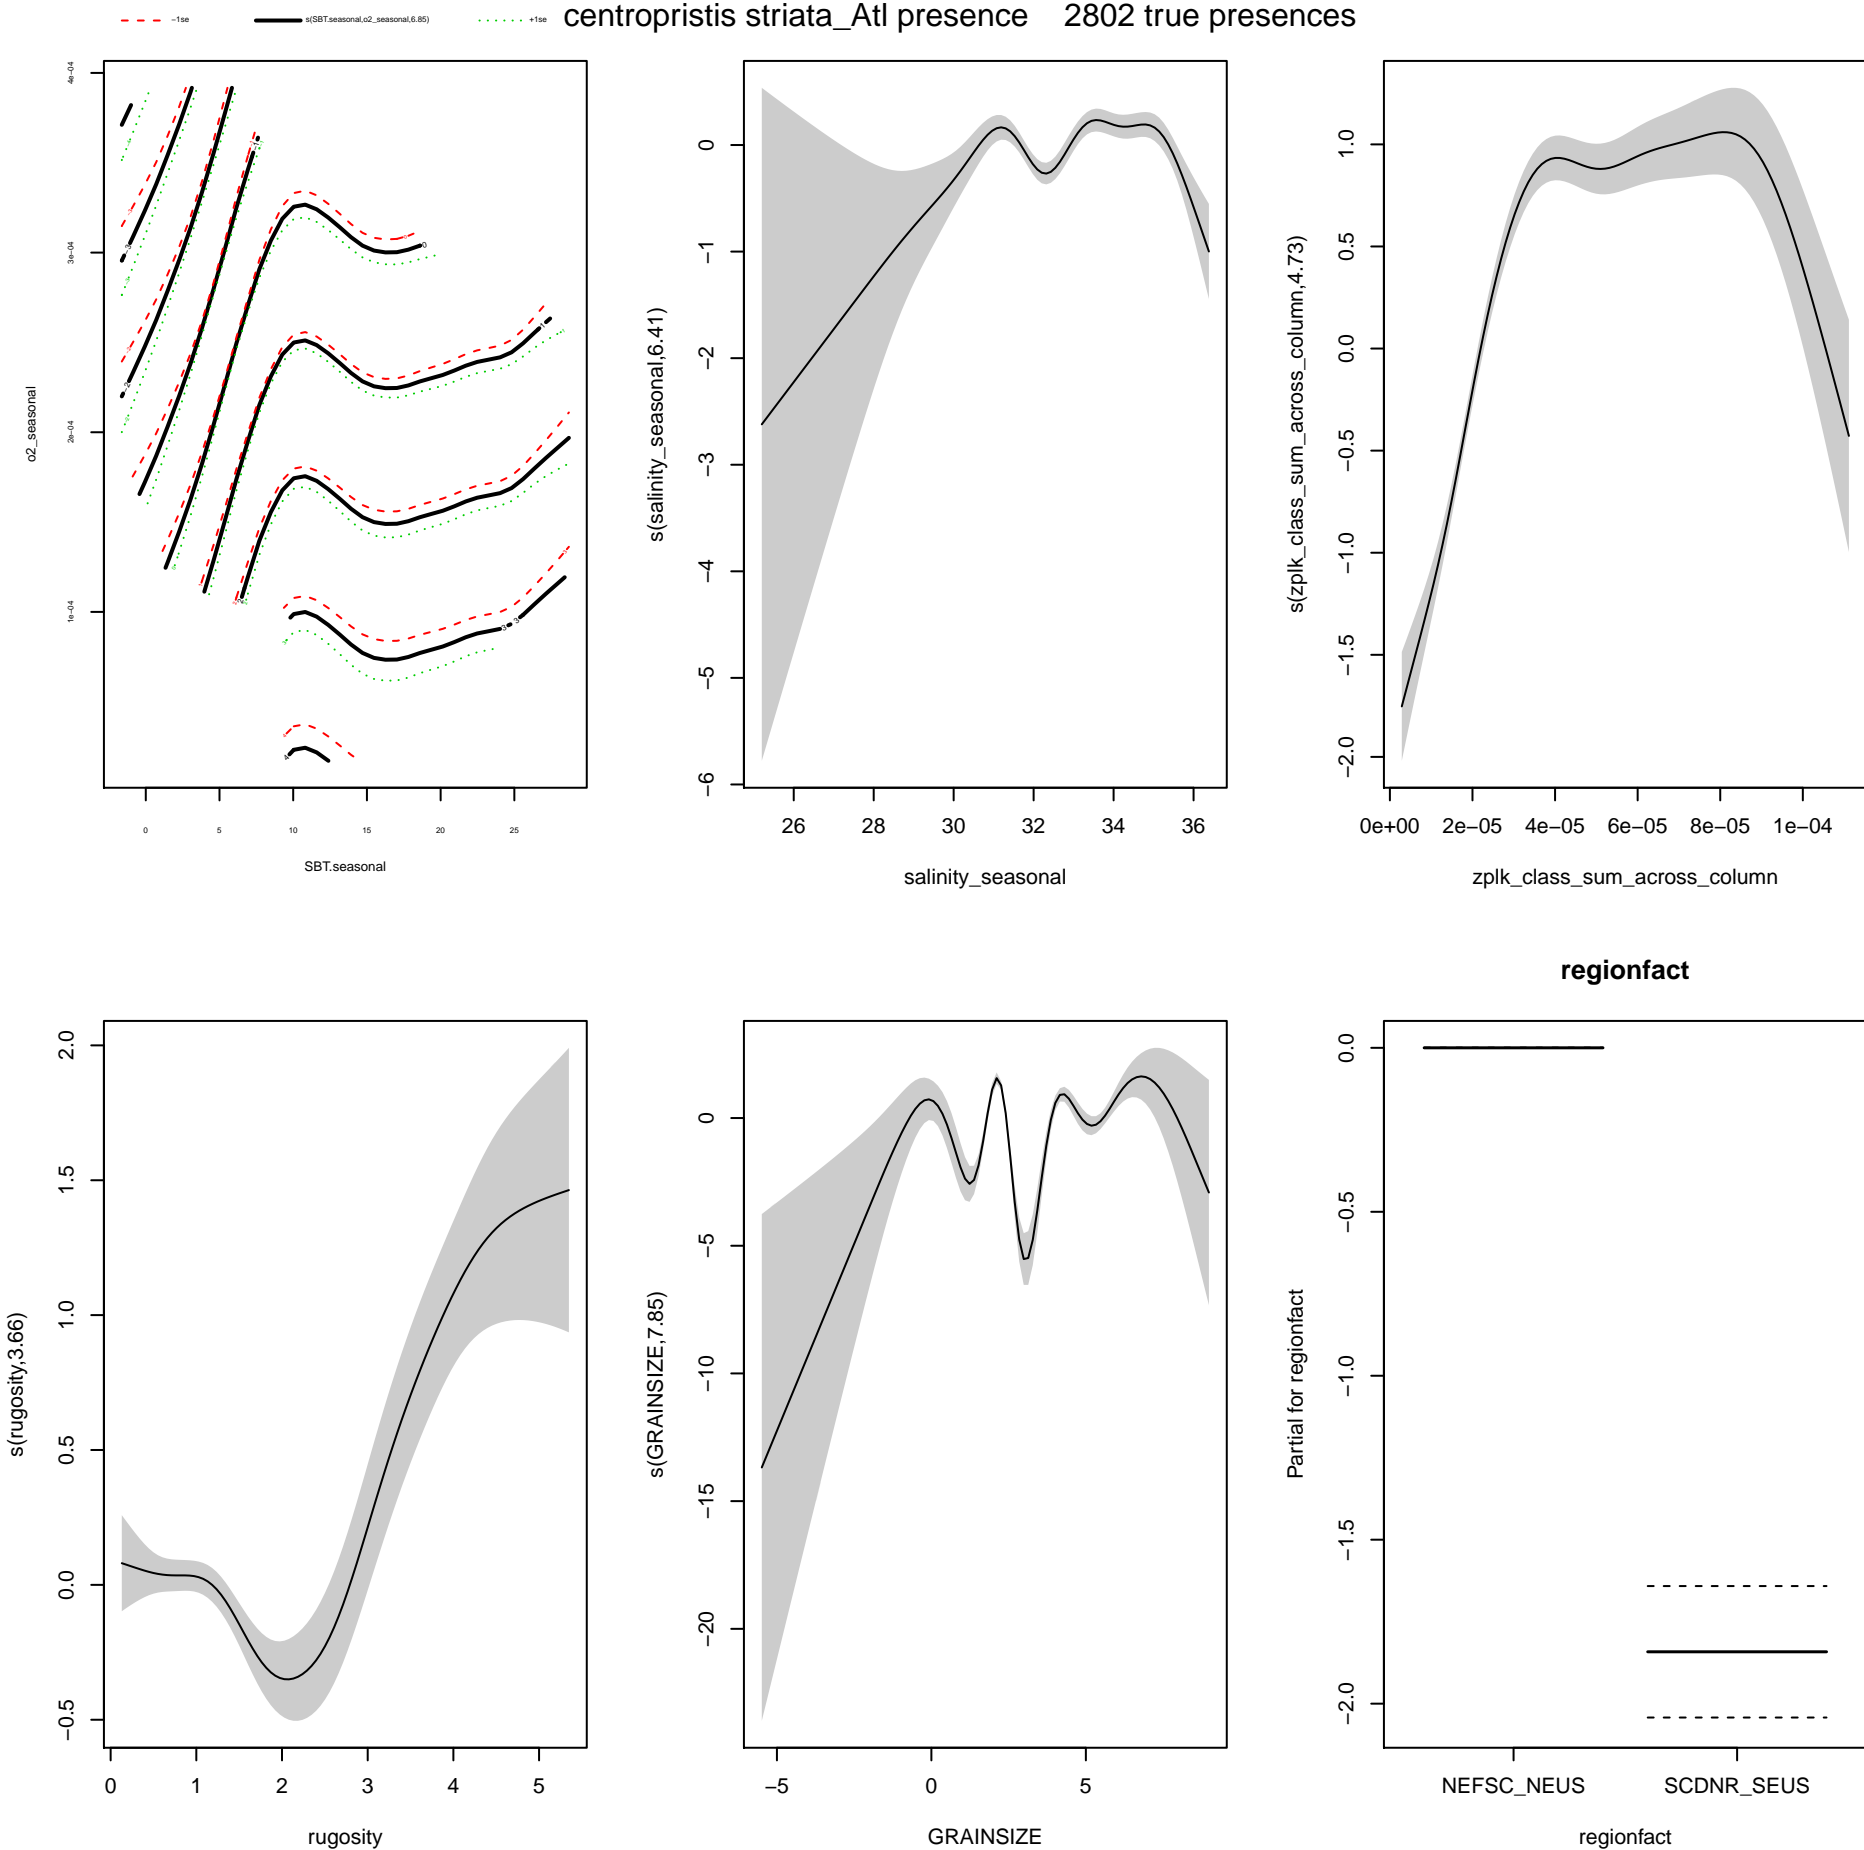 centropristis striata_Atl presence 2802 true presences
−1se s(SBT.seasonal,o2_seasonal,6.85) +1se
o2_seasonal
4e−04
3e−04
2e−04
1e−04
0 5 10 15 20 25
SBT.seasonal
s(salinity_seasonal,6.41)
0
−1
−2
−3
−4
−5
−6
26 28 30 32 34 36
salinity_seasonal
s(zplk_class_sum_across_column,4.73)
1.0
0.5
0.0
−0.5
−1.0
−1.5
−2.0
0e+00 2e−05 4e−05 6e−05 8e−05 1e−04
zplk_class_sum_across_column
s(rugosity,3.66)
2.0
1.5
1.0
0.5
0.0
−0.5
0 1 2 3 4 5
rugosity
s(GRAINSIZE,7.85)
0
−5
−10
−15
−20
−5 0 5
GRAINSIZE
regionfact
Partial for regionfact
0.0
−0.5
−1.0
−1.5
−2.0
NEFSC_NEUS SCDNR_SEUS
regionfact